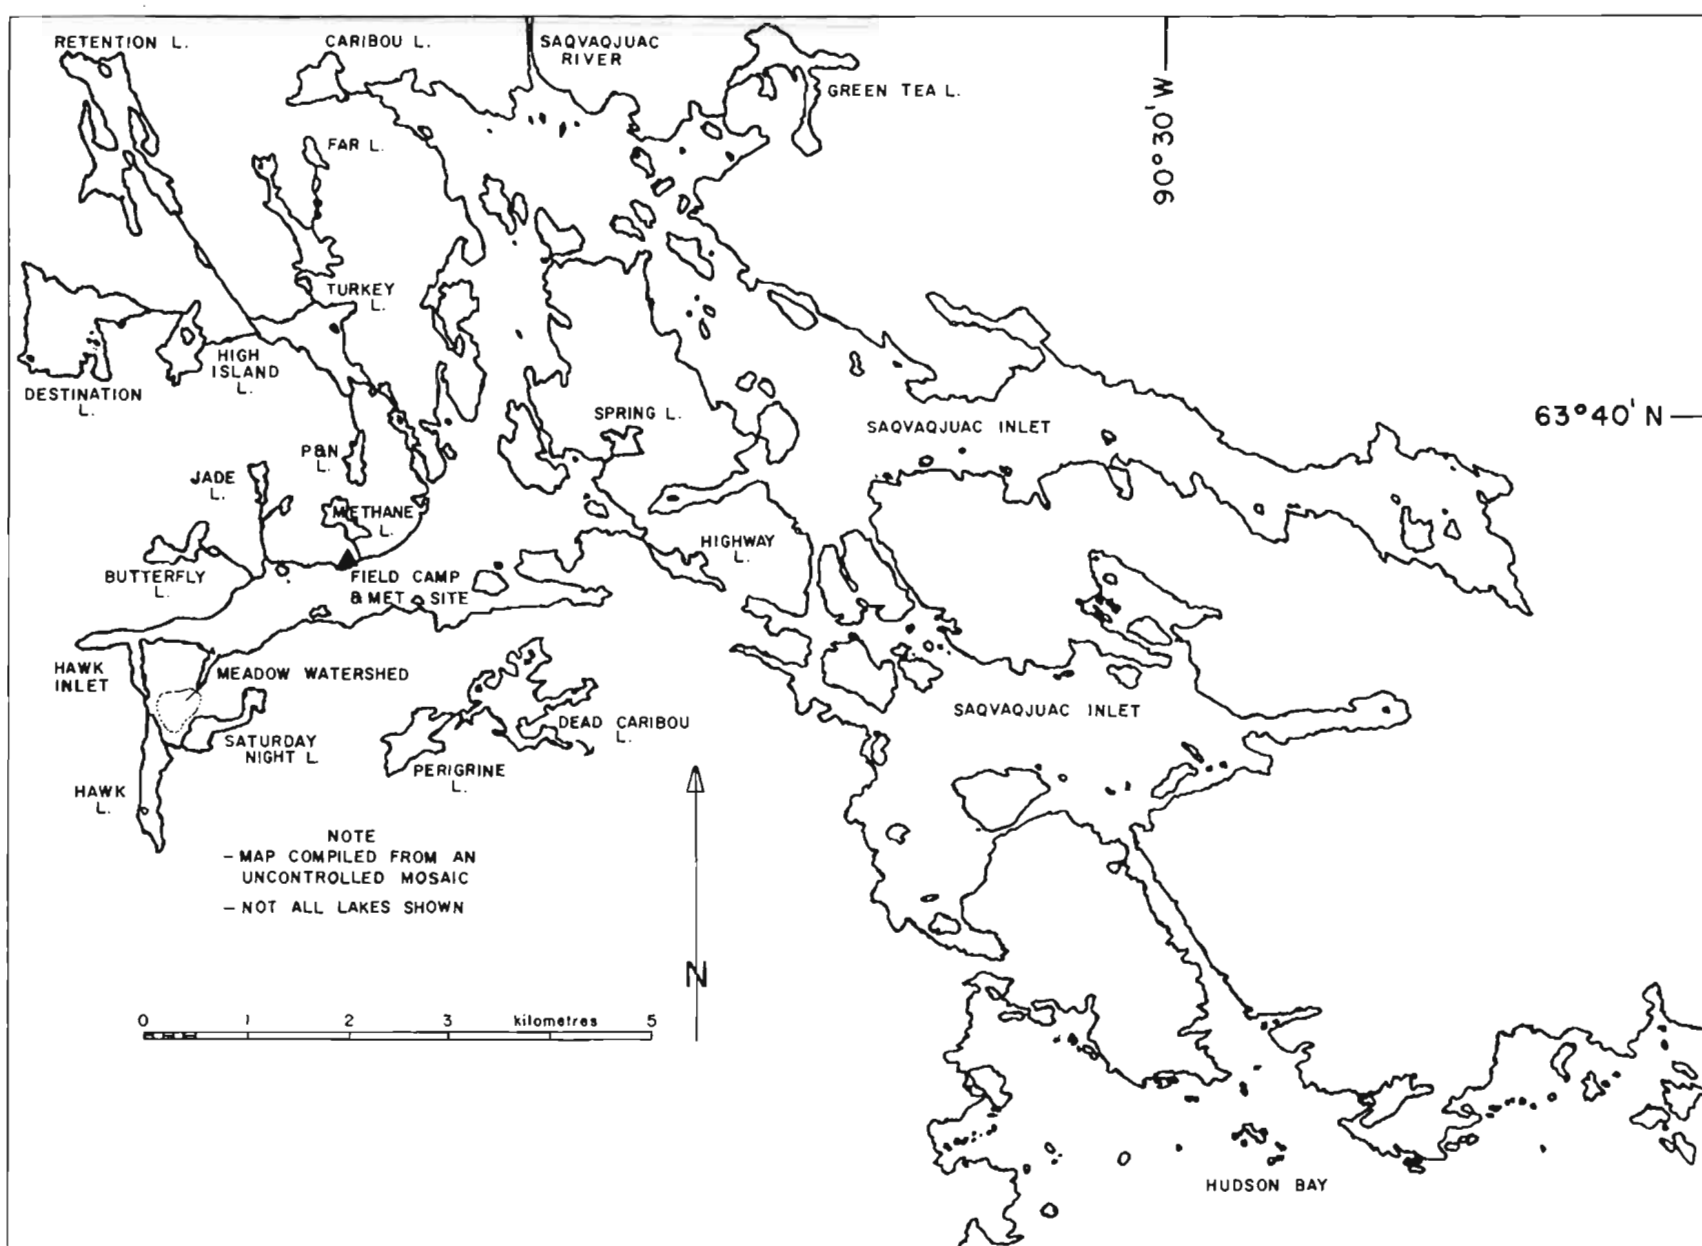 RETENTION L.
CARIBOU L.
SAQVAQJUAC
RIVER
GREEN TEA L.
90°30' W
FAR L.
TURKEY
L.
HIGH
ISLAND
L.
DESTINATION
L.
SPRING L.
SAQVAQJUAC INLET
63°40' N
P&N
L.
JADE
L.
METHANE
L.
HIGHWAY
L.
BUTTERFLY
L.
FIELD CAMP
& MET SITE
HAWK
INLET
MEADOW WATERSHED
SAQVAQJUAC INLET
DEAD CARIBOU
L.
SATURDAY
NIGHT L.
PERIGRINE
L.
HAWK
L.
NOTE
– MAP COMPILED FROM AN
UNCONTROLLED MOSAIC
– NOT ALL LAKES SHOWN
N
0 1 2 3 kilometres 5
HUDSON BAY